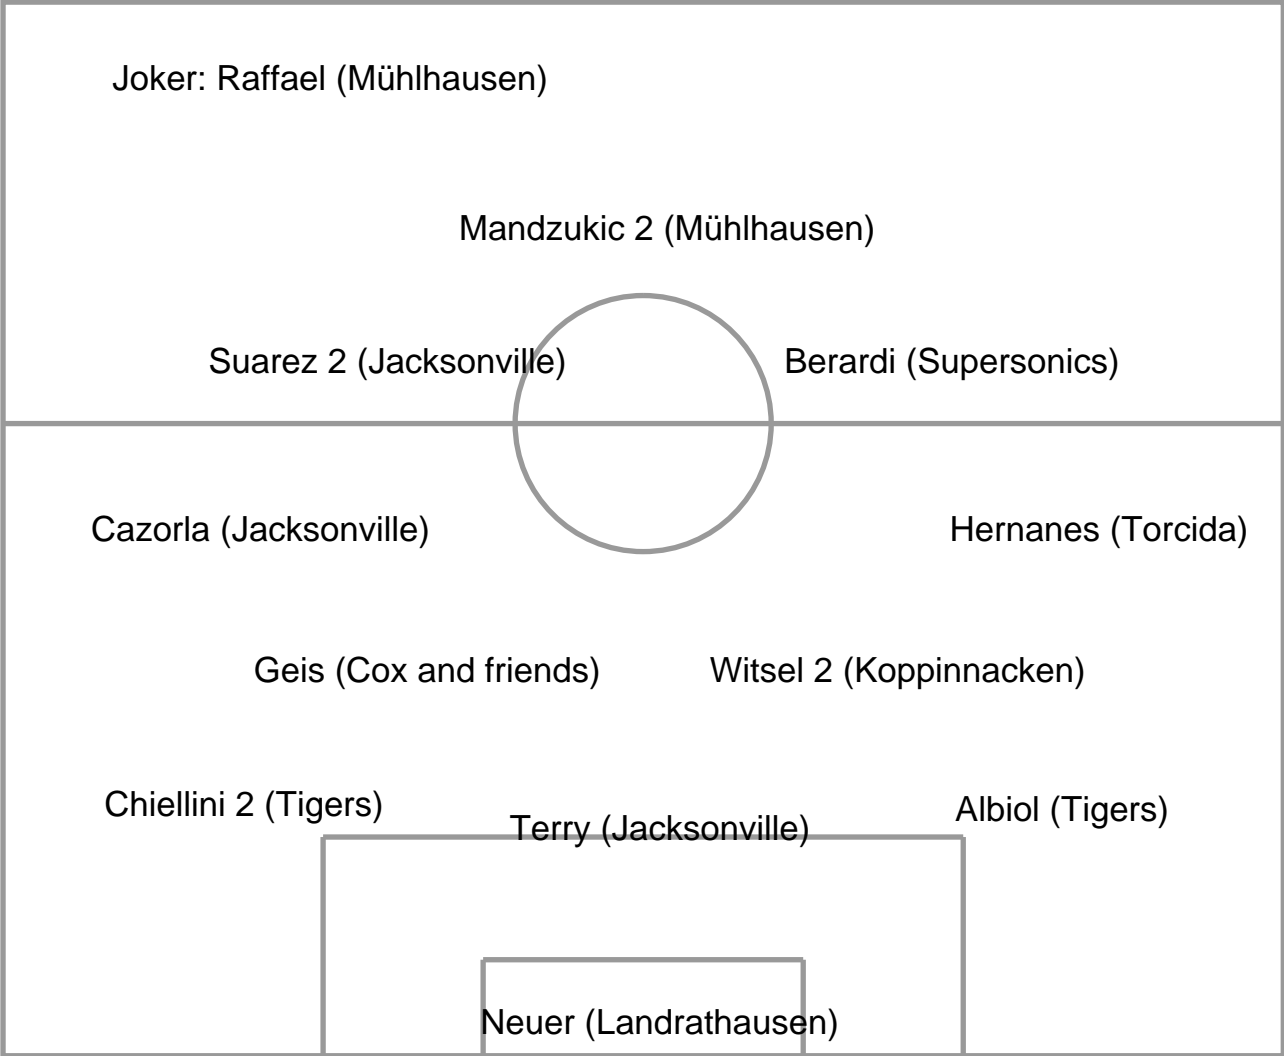 Joker: Raffael (Mühlhausen)
Mandzukic 2 (Mühlhausen)
Suarez 2 (Jacksonville)
Berardi (Supersonics)
Cazorla (Jacksonville)
Hernanes (Torcida)
Geis (Cox and friends)
Witsel 2 (Koppinnacken)
Chiellini 2 (Tigers)
Terry (Jacksonville)
Albiol (Tigers)
Neuer (Landrathausen)